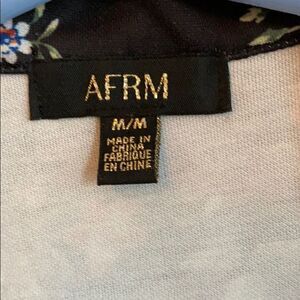 AFRM
M/M
MADE IN
CHINA
FABRIQUE
EN CHINE